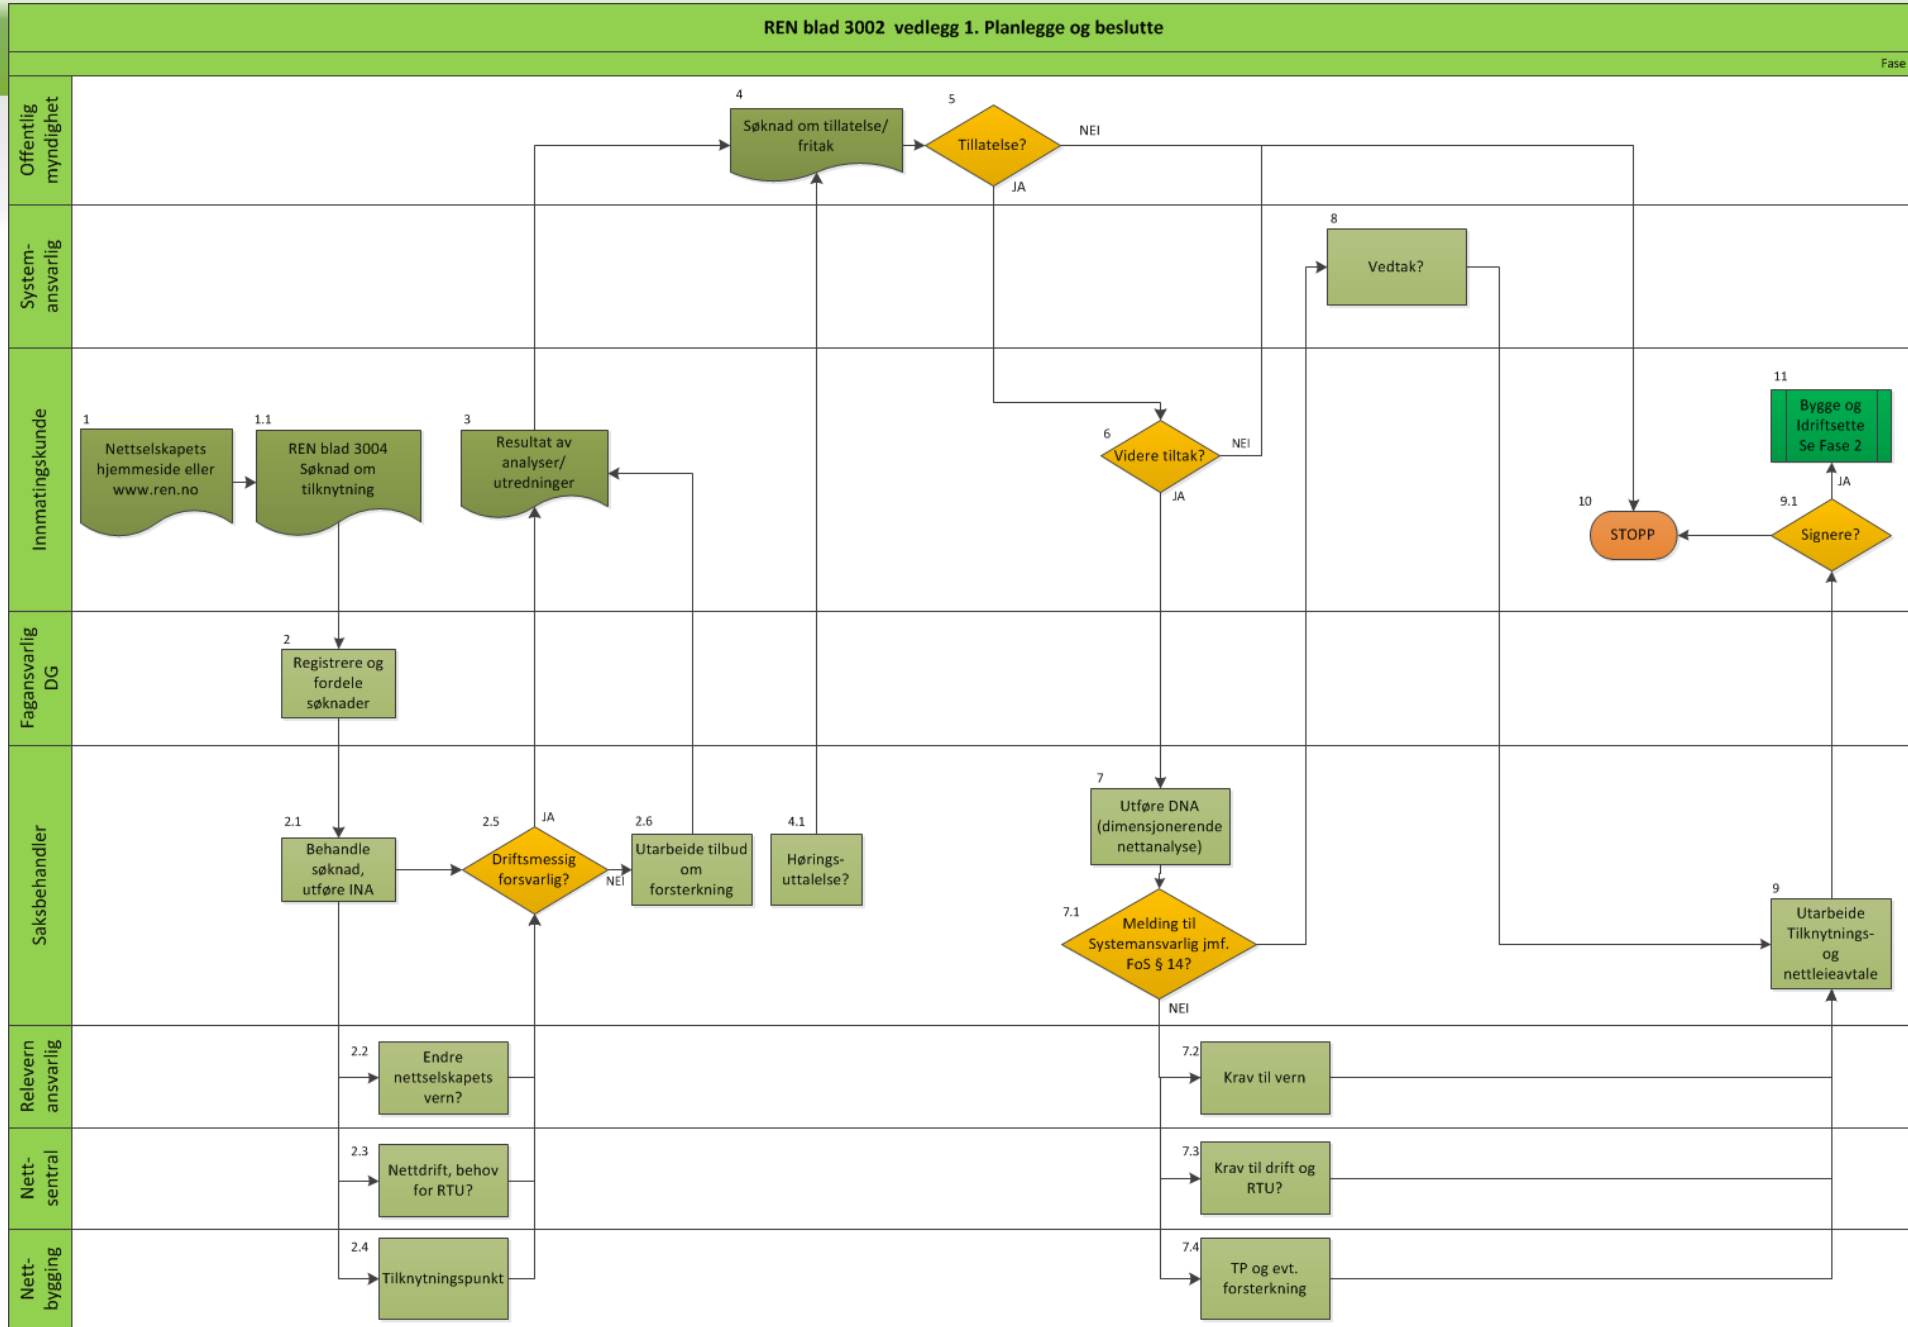 REN blad 3002  vedlegg 1. Planlegge og beslutte
Fase
Offentlig
myndighet
4
Søknad om tillatelse/
fritak
5
Tillatelse?
NEI
JA
System-
ansvarlig
8
Vedtak?
Innmatingskunde
1
Nettselskapets
hjemmeside eller
www.ren.no
1.1
REN blad 3004
Søknad om
tilknytning
3
Resultat av
analyser/
utredninger
6
Videre tiltak?
NEI
JA
10
STOPP
11
Bygge og
Idriftsette
Se Fase 2
JA
9.1
Signere?
Fagansvarlig
DG
2
Registrere og
fordele
søknader
Saksbehandler
2.1
Behandle
søknad,
utføre INA
2.5
Driftsmessig
forsvarlig?
JA
NEI
2.6
Utarbeide tilbud
om
forsterkning
4.1
Hørings-
uttalelse?
7
Utføre DNA
(dimensjonerende
nettanalyse)
7.1
Melding til
Systemansvarlig jmf.
FoS § 14?
NEI
9
Utarbeide
Tilknytnings-
og
nettleieavtale
Relevern
ansvarlig
2.2
Endre
nettselskapets
vern?
7.2
Krav til vern
Nett-
sentral
2.3
Nettdrift, behov
for RTU?
7.3
Krav til drift og
RTU?
Nett-
bygging
2.4
Tilknytningspunkt
7.4
TP og evt.
forsterkning